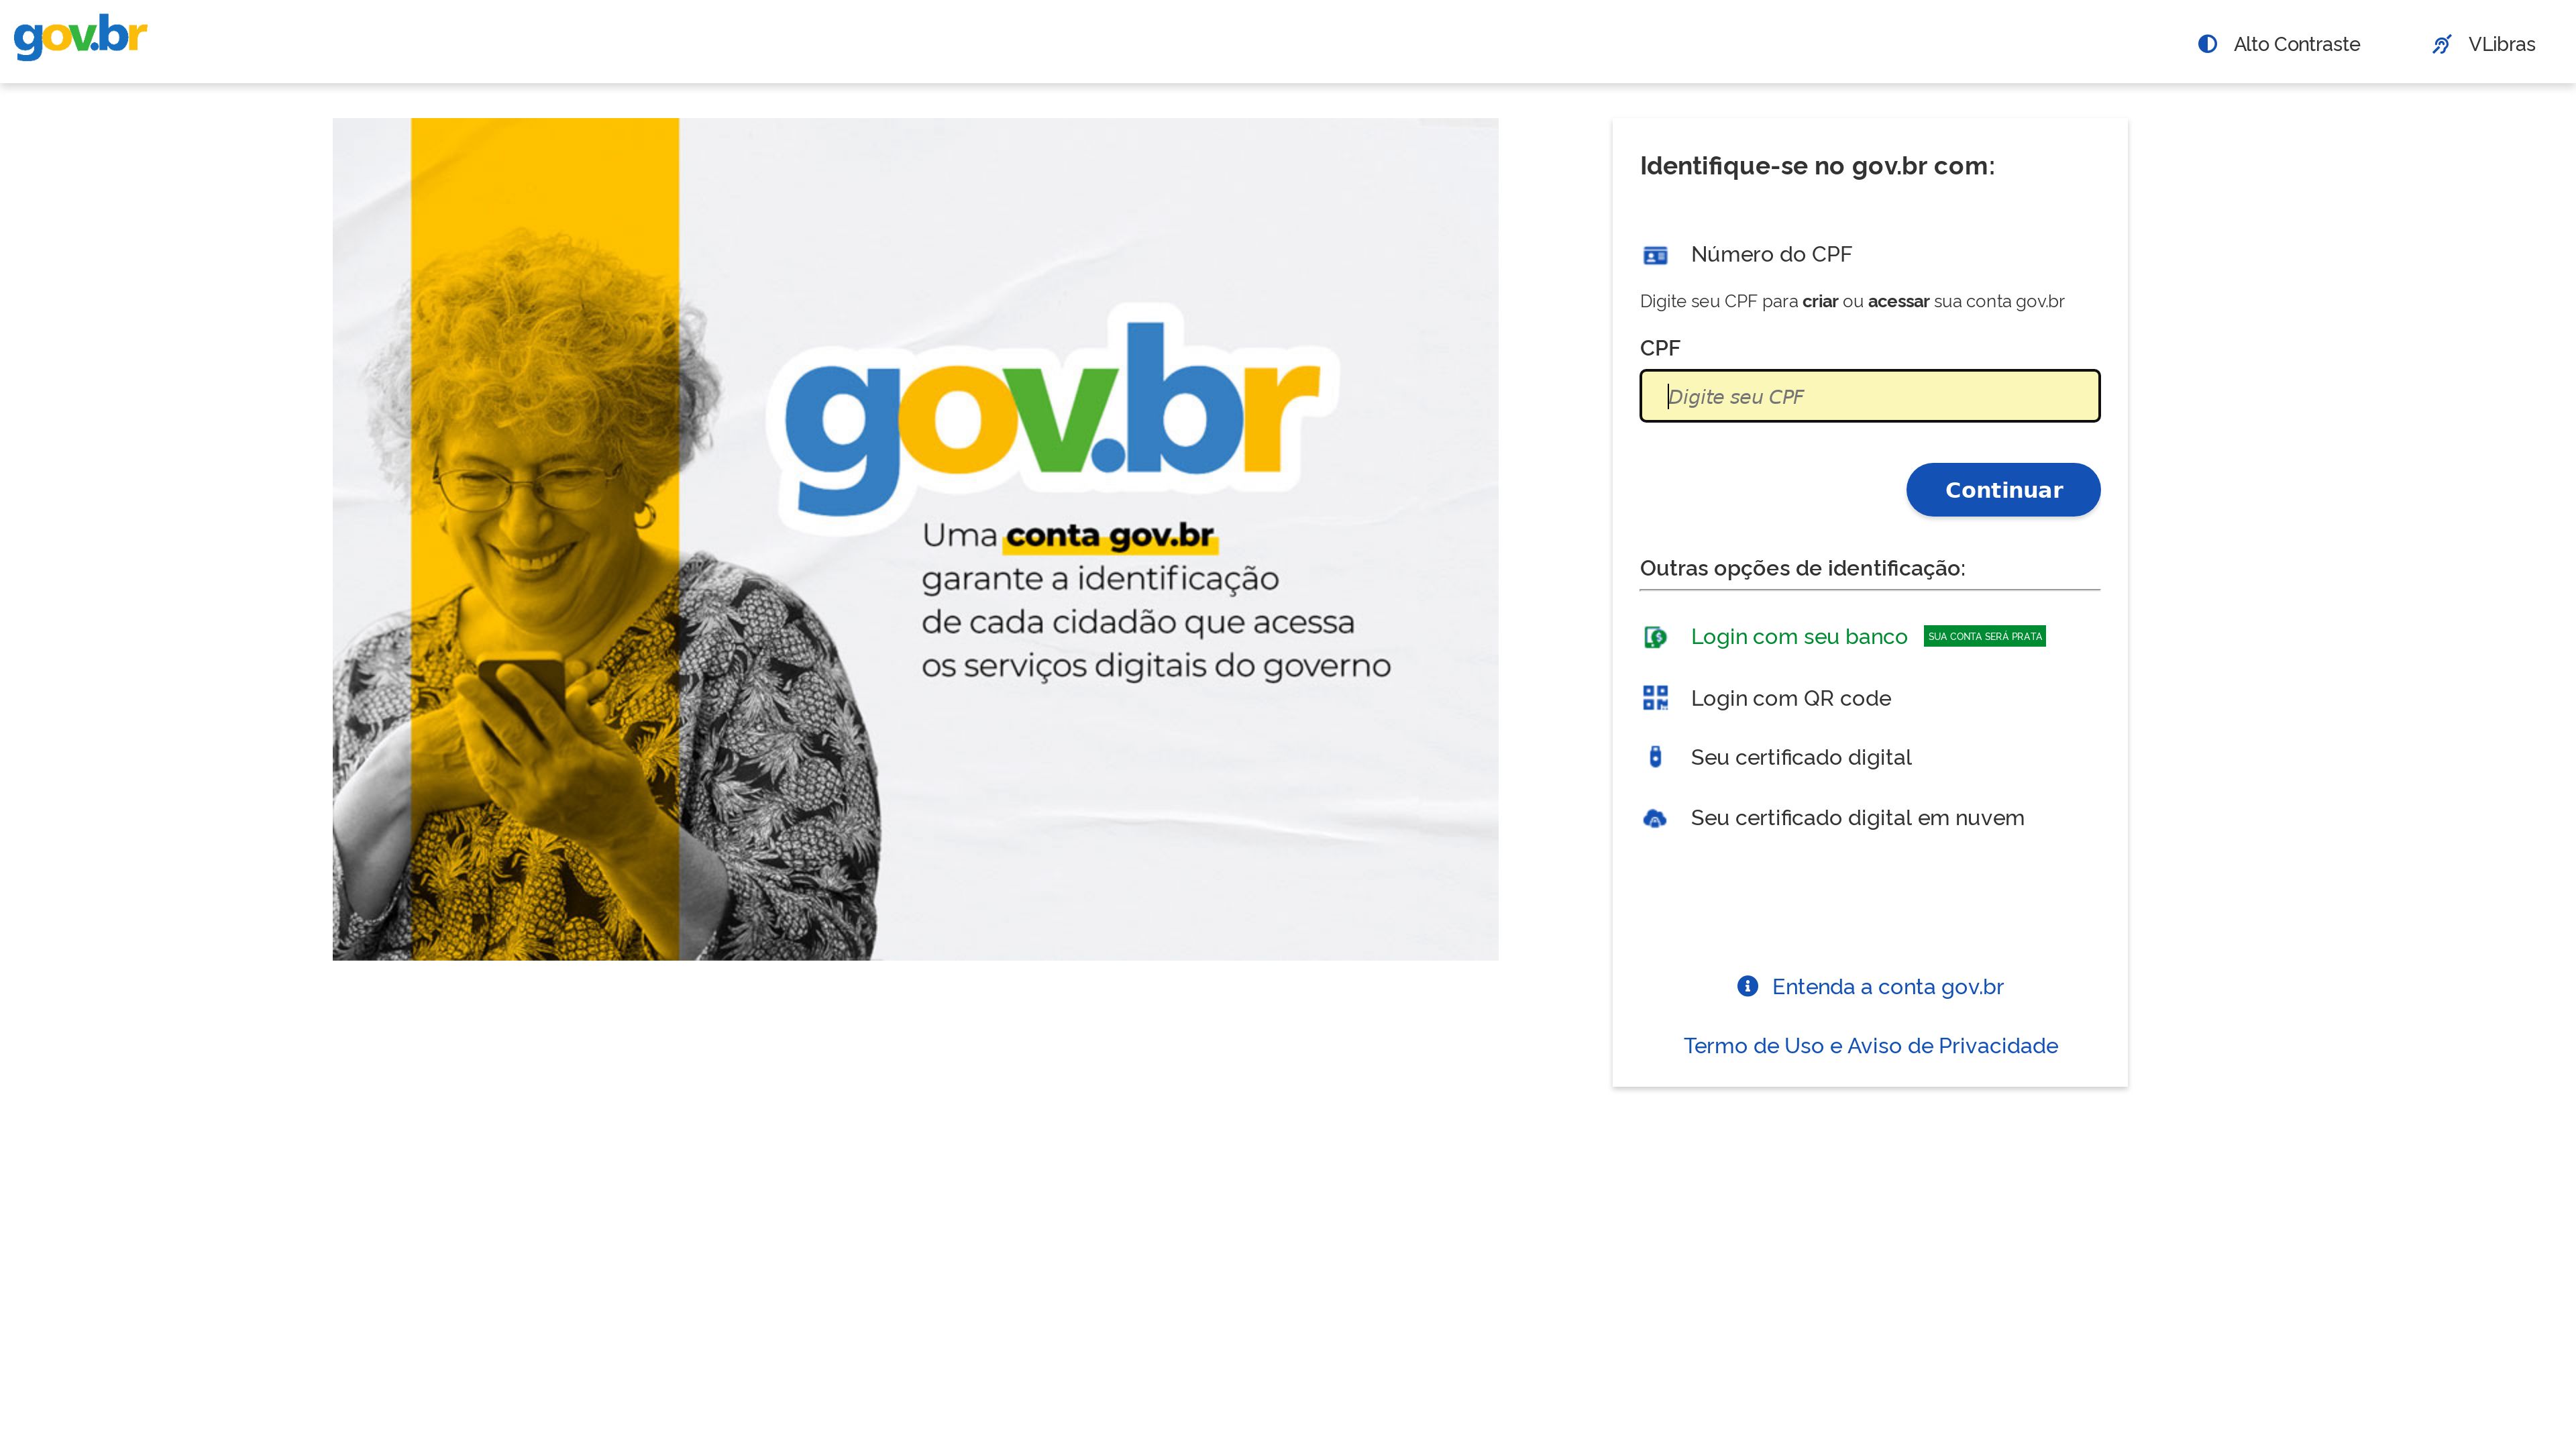 gov.br
Alto Contraste
VLibras
gov.br
Uma conta gov.br
garante a identificação
de cada cidadão que acessa
os serviços digitais do governo
Identifique-se no gov.br com:
Número do CPF
Digite seu CPF para criar ou acessar sua conta gov.br
CPF
Digite seu CPF
Continuar
Outras opções de identificação:
Login com seu banco SUA CONTA SERÁ PRATA
Login com QR code
Seu certificado digital
Seu certificado digital em nuvem
Entenda a conta gov.br
Termo de Uso e Aviso de Privacidade